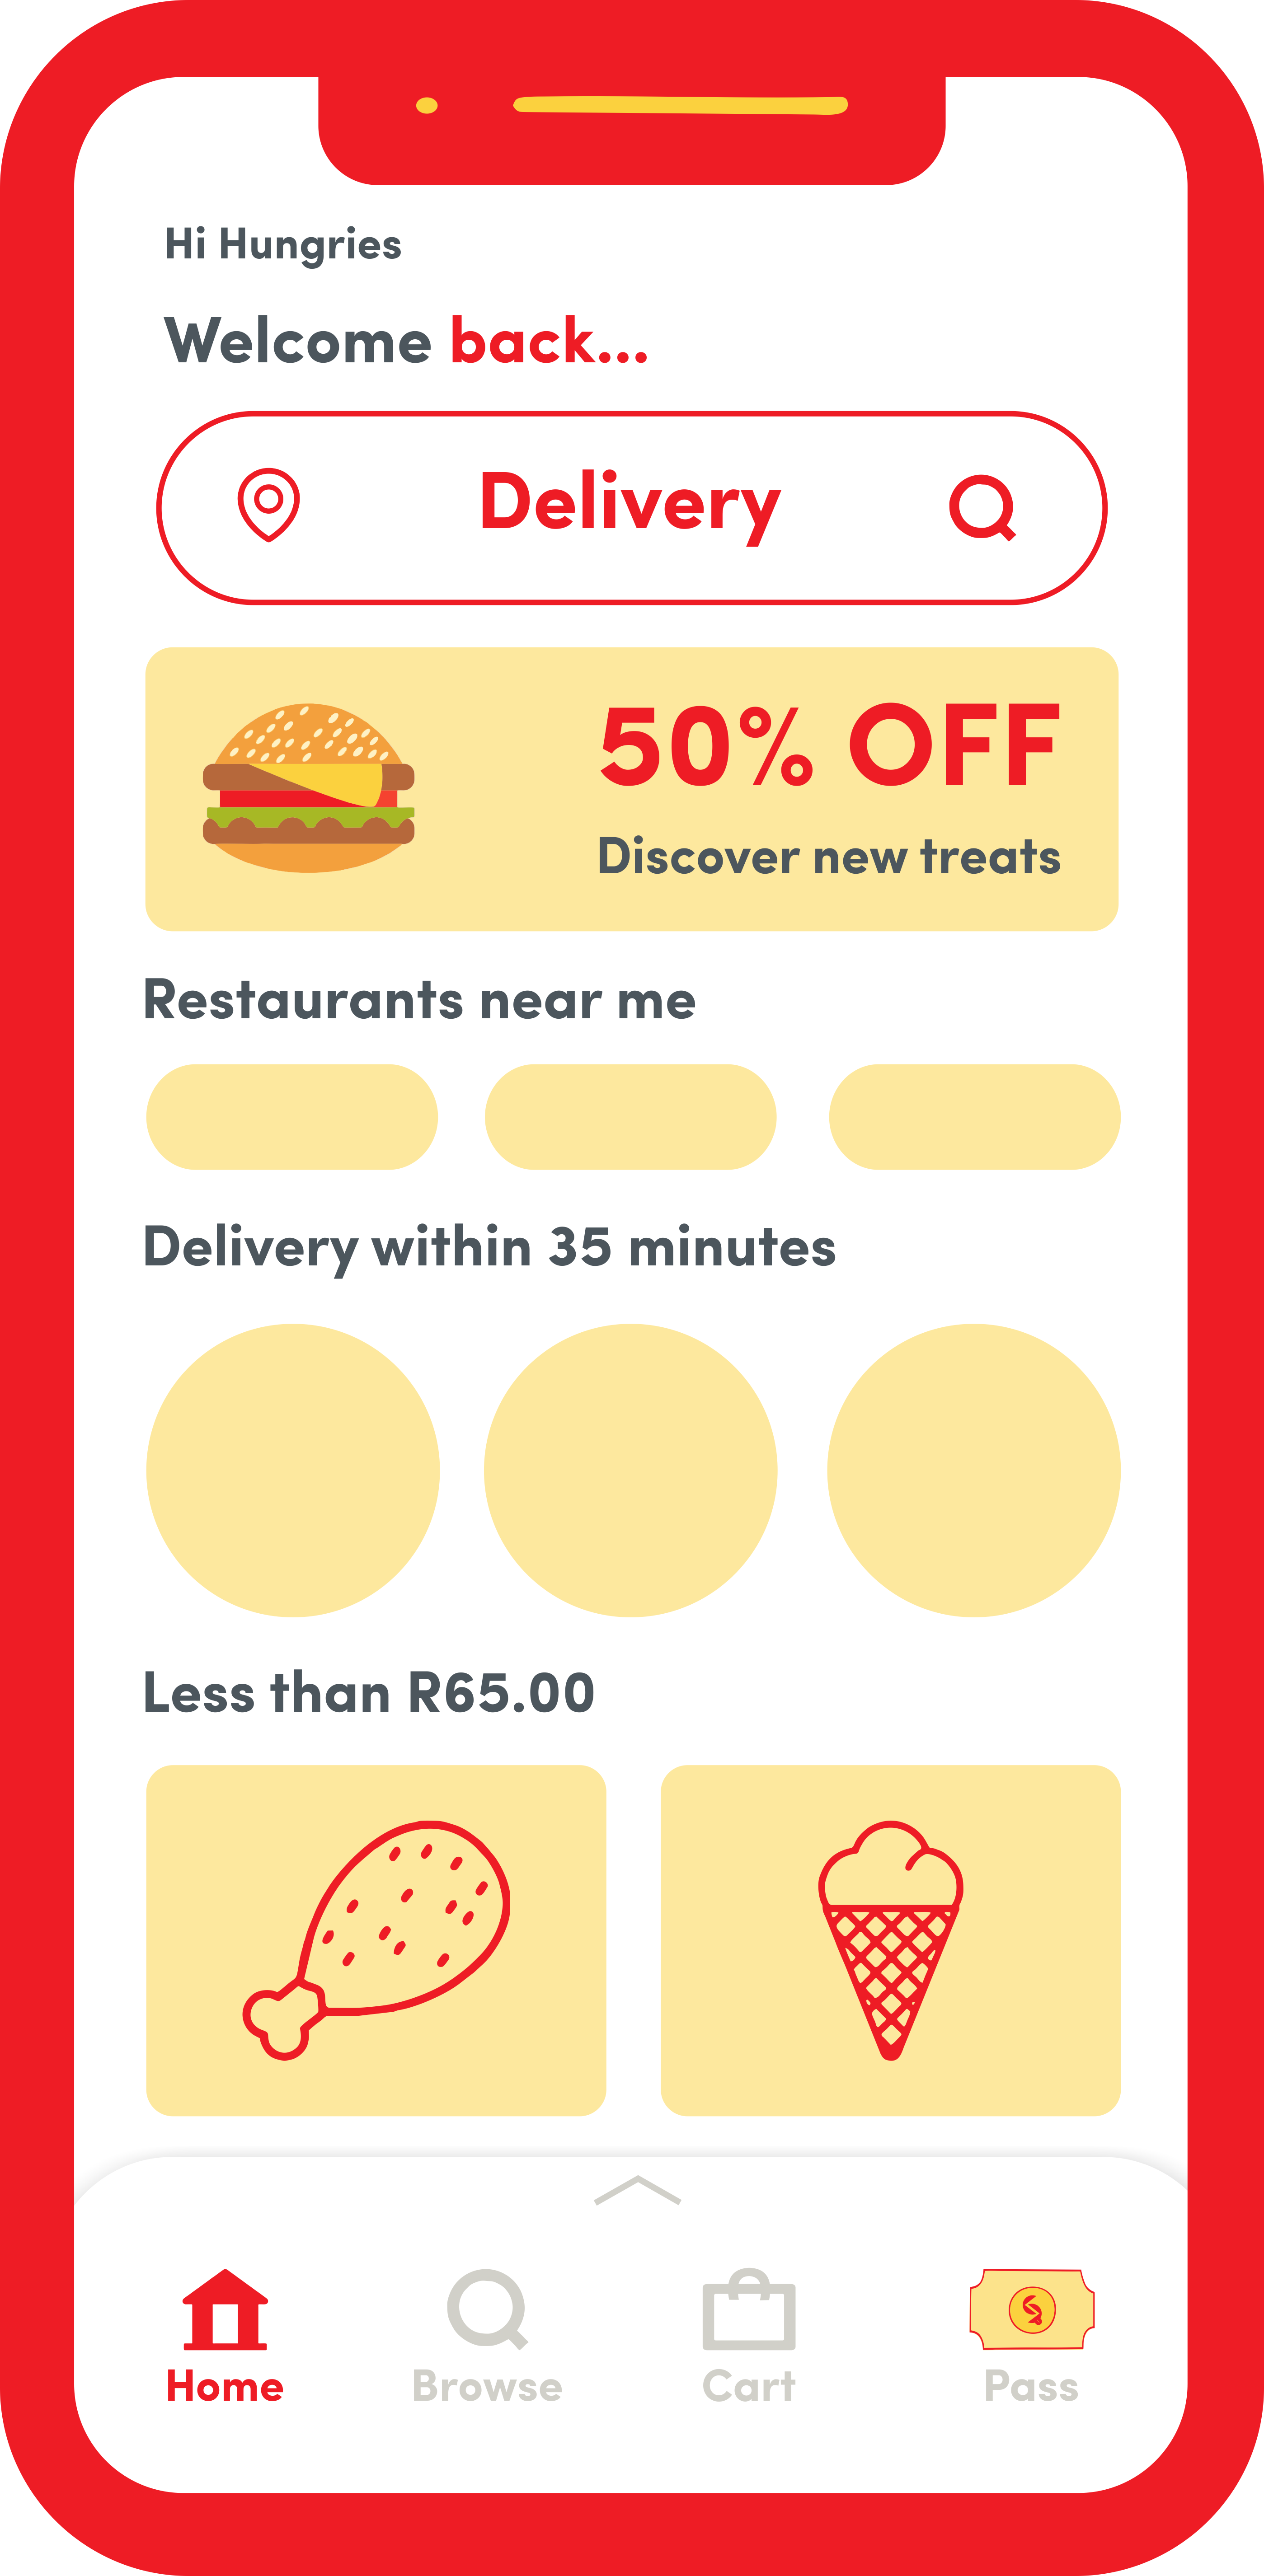 Hi Hungries
Welcome back...
Delivery
50% OFF
Discover new treats
Restaurants near me
Delivery within 35 minutes
Less than R65.00
Home Browse Cart Pass